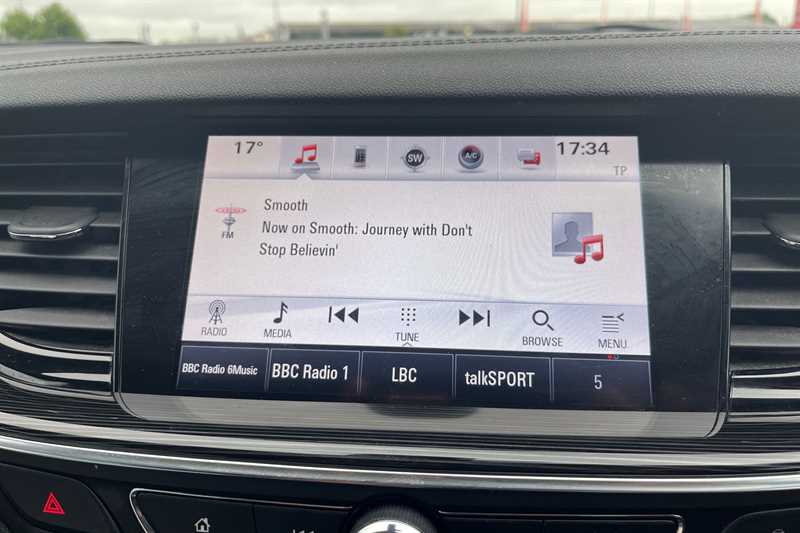 17°
SW
A/C
17:34
TP
Smooth
Now on Smooth: Journey with Don't
Stop Believin'
FM
RADIO
MEDIA
TUNE
BROWSE
MENU
BBC Radio 6Music
BBC Radio 1
LBC
talkSPORT
5